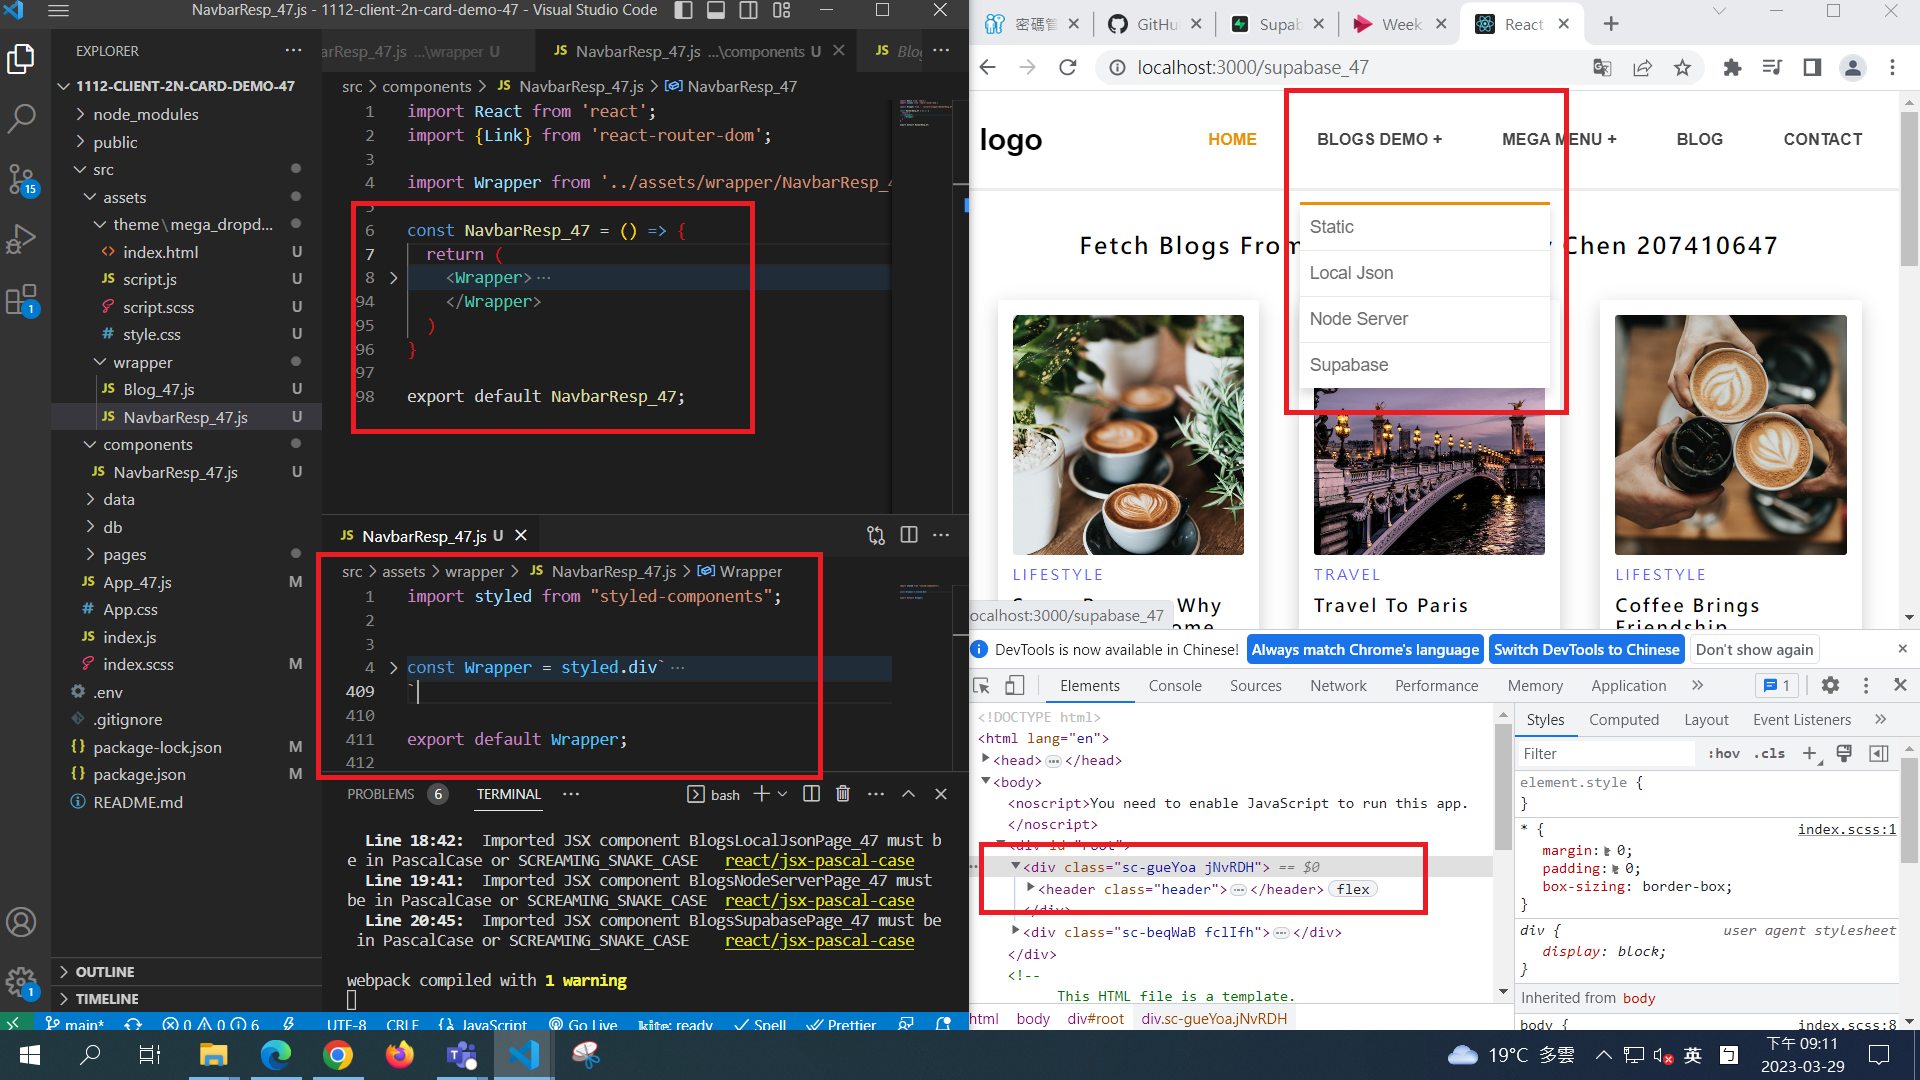 NavbarResp_47.js - 1112-client-2n-card-demo-47 - Visual Studio Code
EXPLORER
1112-CLIENT-2N-CARD-DEMO-47
node_modules
public
src
assets
theme\mega_dropd...
index.html U
script.js U
script.scss U
style.css U
wrapper
Blog_47.js U
NavbarResp_47.js U
components
NavbarResp_47.js U
data
db
pages
App_47.js M
App.css
index.js
index.scss M
.env
.gitignore
package-lock.json M
package.json M
README.md
OUTLINE
TIMELINE
15
1
1
arResp_47.js ...\wrapper U
NavbarResp_47.js ...\components U
Blo
src > components > NavbarResp_47.js > NavbarResp_47
1 import React from 'react';
2 import {Link} from 'react-router-dom';
3
4 import Wrapper from '../assets/wrapper/NavbarResp_4
5
6 const NavbarResp_47 = () => {
7 return (
8 <Wrapper>...
94 </Wrapper>
95 )
96 }
97
98 export default NavbarResp_47;
NavbarResp_47.js U
src > assets > wrapper > NavbarResp_47.js > Wrapper
1 import styled from "styled-components";
2
3
4 const Wrapper = styled.div`...
409 `
410
411 export default Wrapper;
412
PROBLEMS 6 TERMINAL ... bash
Line 18:42: Imported JSX component BlogsLocalJsonPage_47 must b
e in PascalCase or SCREAMING_SNAKE_CASE react/jsx-pascal-case
Line 19:41: Imported JSX component BlogsNodeServerPage_47 must
be in PascalCase or SCREAMING_SNAKE_CASE react/jsx-pascal-case
Line 20:45: Imported JSX component BlogsSupabasePage_47 must be
in PascalCase or SCREAMING_SNAKE_CASE react/jsx-pascal-case
webpack compiled with 1 warning
main* 0 0 6 UTF-8 CRLF JavaScript Go Live kite: ready Spell Prettier
密碼管 GitHu Supab Week React
localhost:3000/supabase_47
logo
HOME
BLOGS DEMO +
MEGA MENU +
BLOG
CONTACT
Static
Local Json
Node Server
Supabase
Fetch Blogs From
Chen 207410647
LIFESTYLE
TRAVEL
Travel To Paris
LIFESTYLE
Coffee Brings
Friendship
Why
ocalhost:3000/supabase_47
DevTools is now available in Chinese! Always match Chrome's language Switch DevTools to Chinese Don't show again
Elements Console Sources Network Performance Memory Application 1
<!DOCTYPE html>
<html lang="en">
<head>...</head>
<body>
<noscript>You need to enable JavaScript to run this app.
</noscript>
<div id="root">
<div class="sc-gueYoa jNvRDH"> == $0
<header class="header">...</header> flex
</div>
<div class="sc-beqWaB fclIfh">...</div>
</div>
<!--
This HTML file is a template.
html body div#root div.sc-gueYoa.jNvRDH
Styles Computed Layout Event Listeners
Filter :hov .cls
element.style {
}
* { index.scss:1
margin: 0;
padding: 0;
box-sizing: border-box;
}
div { user agent stylesheet
display: block;
}
Inherited from body
body { index.scss:8
19°C 多雲
英
下午 09:11
2023-03-29